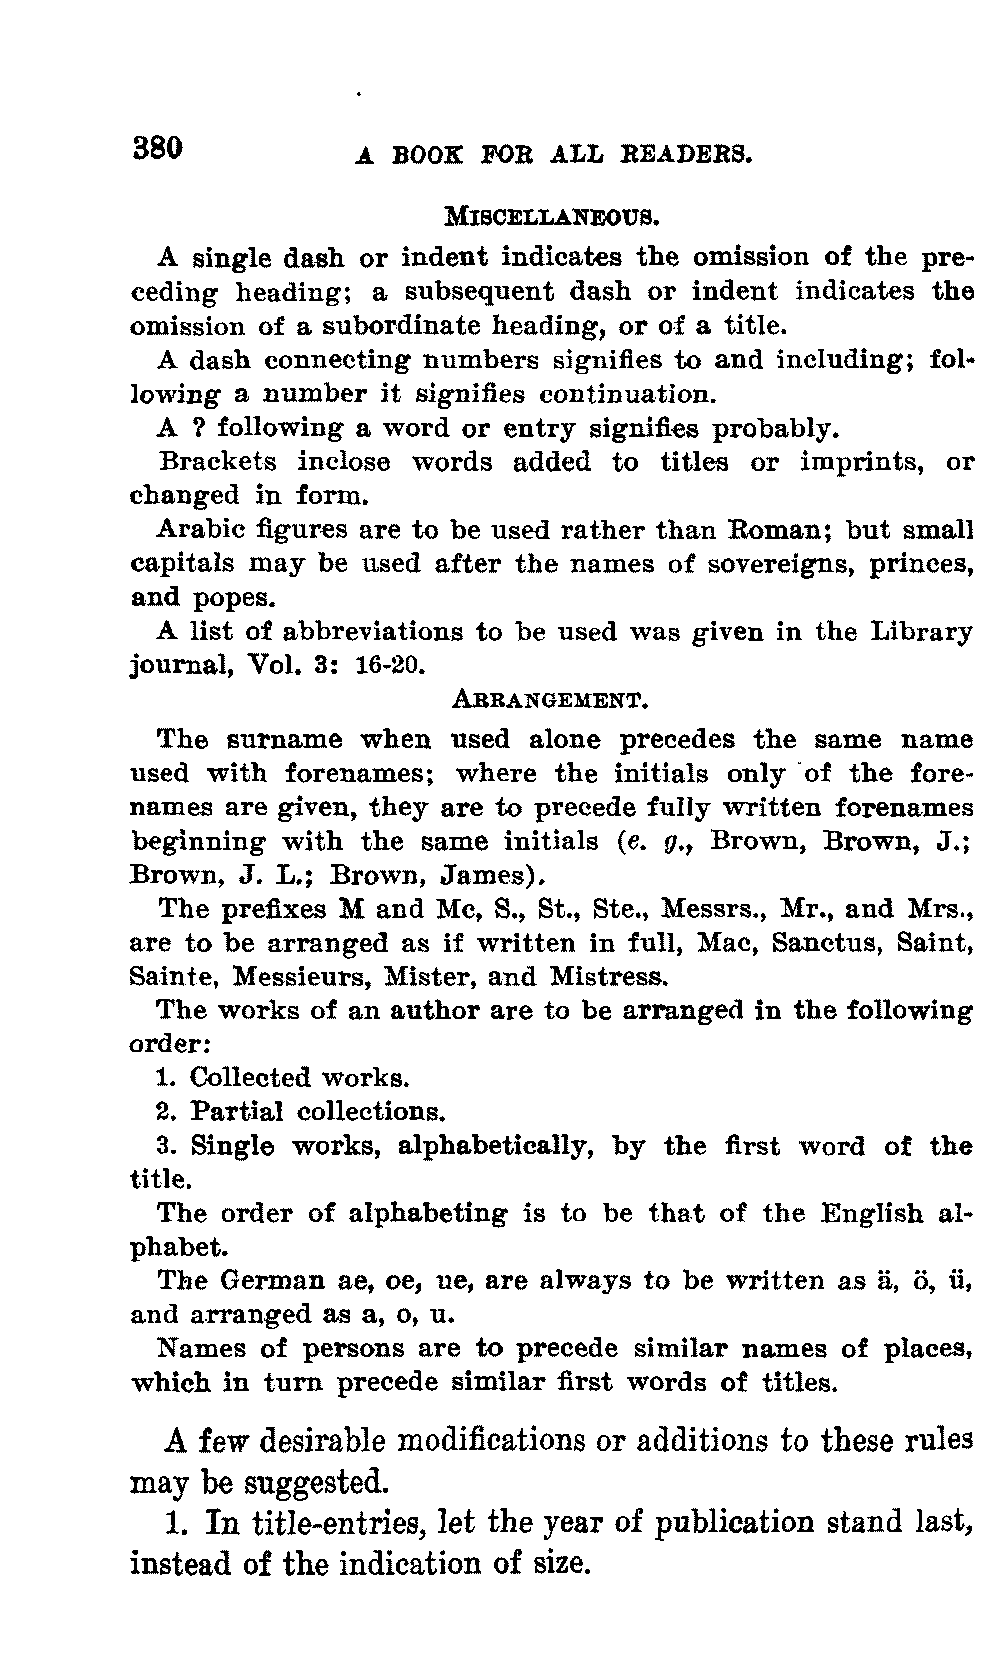 380
A BOOK FOR ALL READERS.
MISCELLANEOUS.
A single dash or indent indicates the omission of the pre-
ceding heading; a subsequent dash or indent indicates the
omission of a subordinate heading, or of a title.
A dash connecting numbers signifies to and including; fol-
lowing a number it signifies continuation.
A ? following a word or entry signifies probably.
Brackets inclose words added to titles or imprints, or
changed in form.
Arabic figures are to be used rather than Roman; but small
capitals may be used after the names of sovereigns, princes,
and popes.
A list of abbreviations to be used was given in the Library
journal, Vol. 3: 16-20.
ARRANGEMENT.
The surname when used alone precedes the same name
used with forenames; where the initials only of the fore-
names are given, they are to precede fully written forenames
beginning with the same initials (e. g., Brown, Brown, J.;
Brown, J. L.; Brown, James).
The prefixes M and Mc, S., St., Ste., Messrs., Mr., and Mrs.,
are to be arranged as if written in full, Mac, Sanctus, Saint,
Sainte, Messieurs, Mister, and Mistress.
The works of an author are to be arranged in the following
order:
1. Collected works.
2. Partial collections.
3. Single works, alphabetically, by the first word of the
title.
The order of alphabeting is to be that of the English al-
phabet.
The German ae, oe, ue, are always to be written as ä, ö, ü,
and arranged as a, o, u.
Names of persons are to precede similar names of places,
which in turn precede similar first words of titles.
A few desirable modifications or additions to these rules
may be suggested.
1. In title-entries, let the year of publication stand last,
instead of the indication of size.